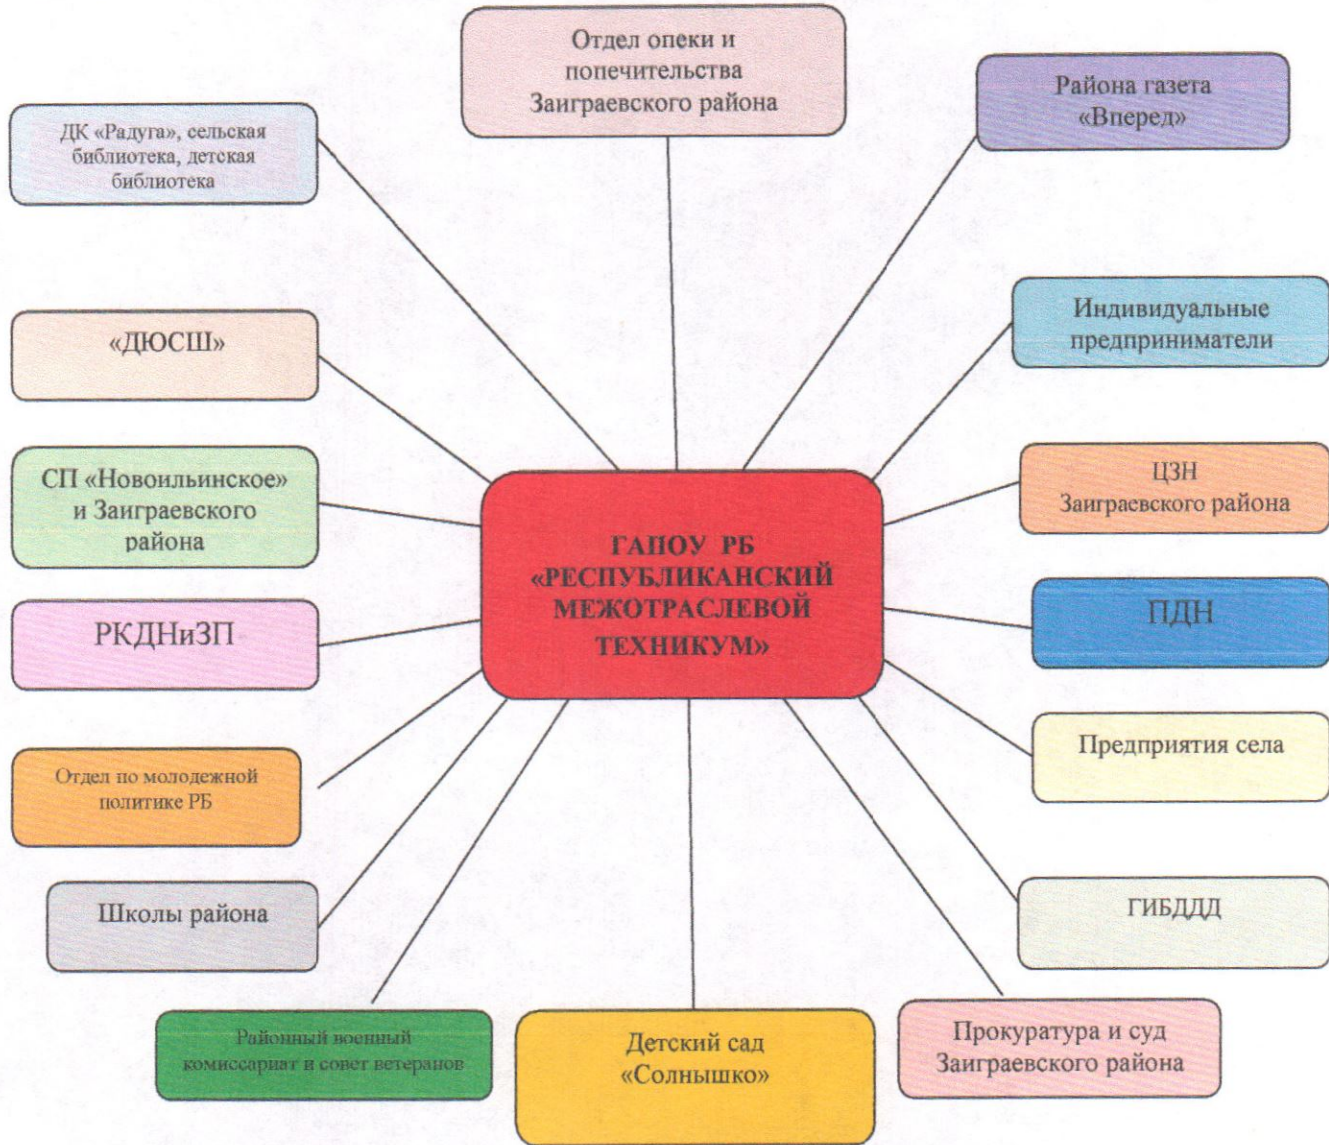 Отдел опеки и
попечительства
Заиграевского района
Района газета
«Вперед»
ДК «Радуга», сельская
библиотека, детская
библиотека
Индивидуальные
предприниматели
«ДЮСШ»
СП «Новоильинское»
и Заиграевского
района
ЦЗН
Заиграевского района
ГАПОУ РБ
«РЕСПУБЛИКАНСКИЙ
МЕЖОТРАСЛЕВОЙ
ТЕХНИКУМ»
РКДНиЗП
ПДН
Предприятия села
Отдел по молодежной
политике РБ
Школы района
ГИБДДД
Районный военный
комиссариат и совет ветеранов
Детский сад
«Солнышко»
Прокуратура и суд
Заиграевского района